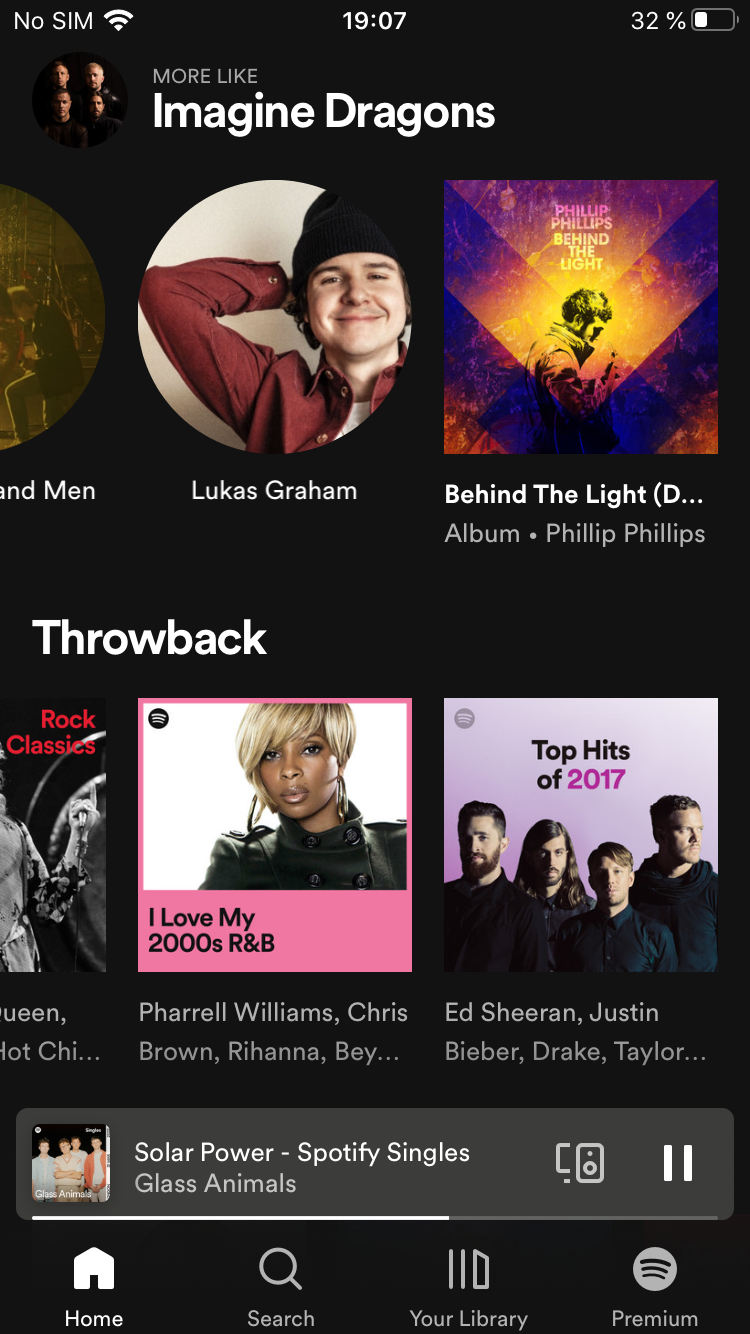 No SIM
19:07
32 %
MORE LIKE
Imagine Dragons
PHILLIP
PHILLIPS
BEHIND
THE
LIGHT
and Men
Lukas Graham
Behind The Light (D...
Album • Phillip Phillips
Throwback
Rock
Classics
I Love My
2000s R&B
Top Hits
of 2017
ueen,
Hot Chi...
Pharrell Williams, Chris
Brown, Rihanna, Bey...
Ed Sheeran, Justin
Bieber, Drake, Taylor...
Singles
Glass Animals
Solar Power - Spotify Singles
Glass Animals
Home
Search
Your Library
Premium